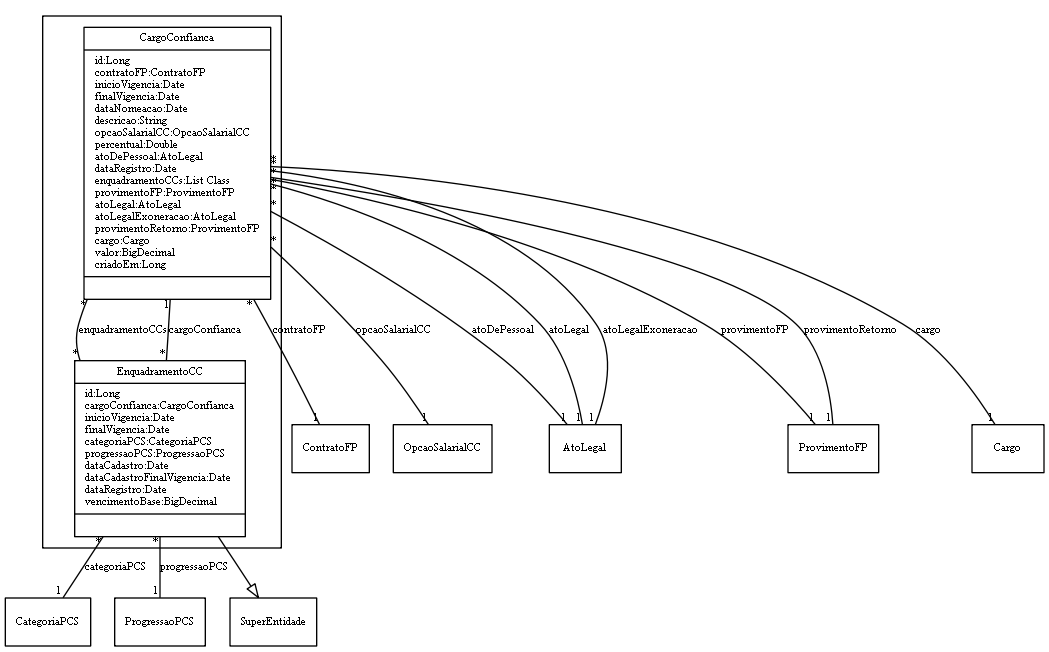 CargoConfianca
id:Long
contratoFP:ContratoFP
inicioVigencia:Date
finalVigencia:Date
dataNomeacao:Date
descricao:String
opcaoSalarialCC:OpcaoSalarialCC
percentual:Double
atoDePessoal:AtoLegal
dataRegistro:Date
enquadramentoCCs:List Class
provimentoFP:ProvimentoFP
atoLegal:AtoLegal
atoLegalExoneracao:AtoLegal
provimentoRetorno:ProvimentoFP
cargo:Cargo
valor:BigDecimal
criadoEm:Long
*
*
*
*
*
*
* 1 *
enquadramentoCCs cargoConfianca contratoFP opcaoSalarialCC atoDePessoal atoLegal atoLegalExoneracao provimentoFP provimentoRetorno cargo
* *
EnquadramentoCC
id:Long
cargoConfianca:CargoConfianca
inicioVigencia:Date
finalVigencia:Date
categoriaPCS:CategoriaPCS
progressaoPCS:ProgressaoPCS
dataCadastro:Date
dataCadastroFinalVigencia:Date
dataRegistro:Date
vencimentoBase:BigDecimal
1 1 1 1 1 1 1 1
ContratoFP OpcaoSalarialCC AtoLegal ProvimentoFP Cargo
* *
categoriaPCS progressaoPCS
1 1
CategoriaPCS ProgressaoPCS SuperEntidade